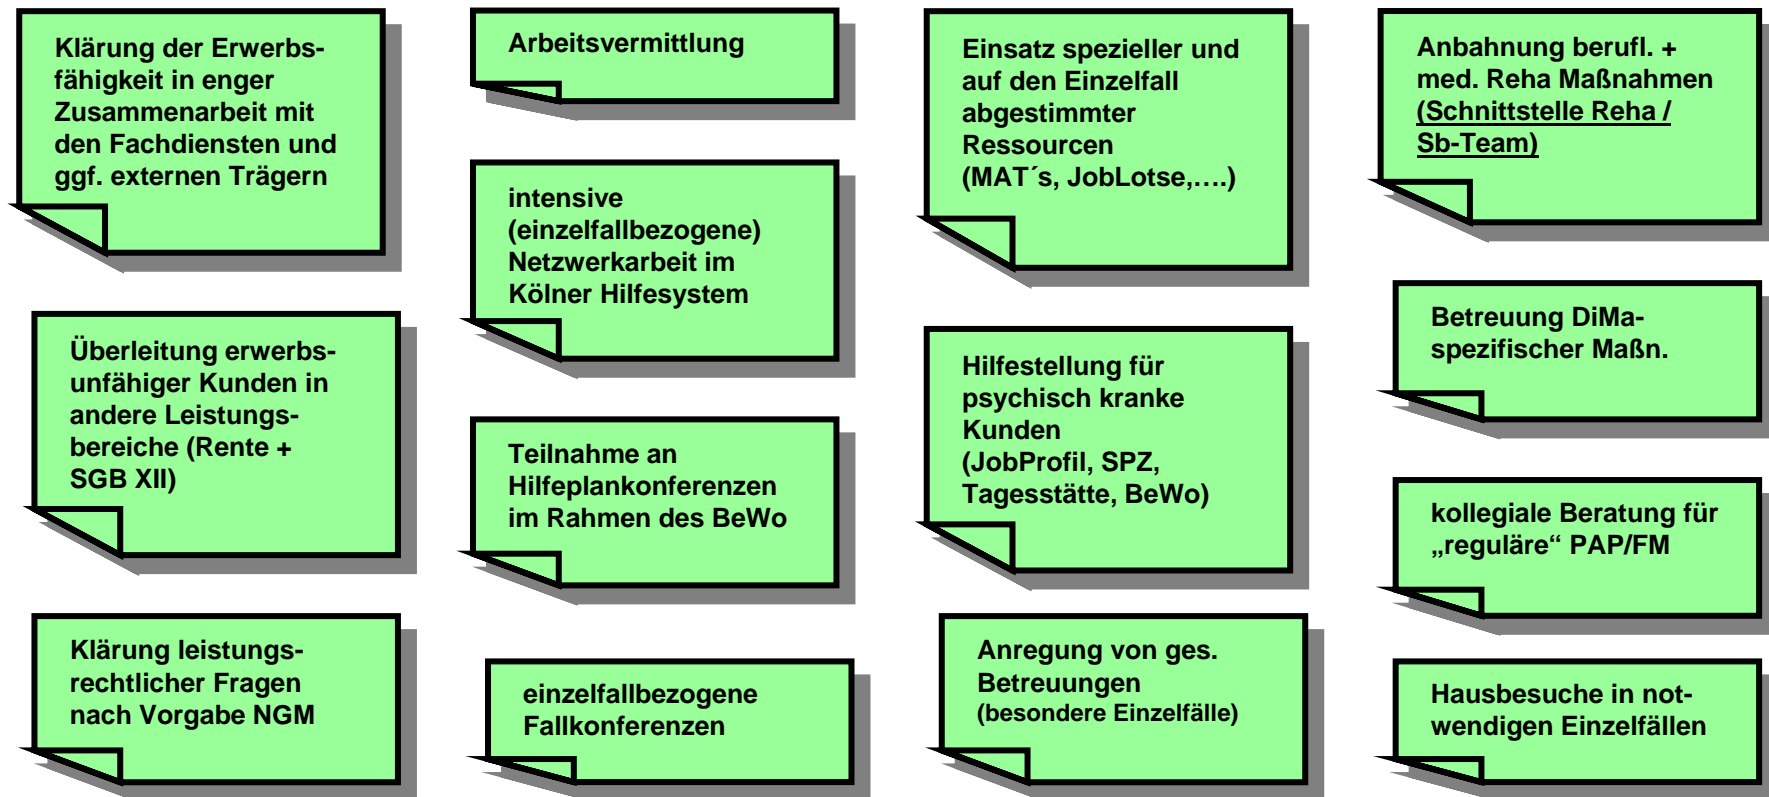 Klärung der Erwerbs-
fähigkeit in enger
Zusammenarbeit mit
den Fachdiensten und
ggf. externen Trägern
Überleitung erwerbs-
unfähiger Kunden in
andere Leistungs-
bereiche (Rente +
SGB XII)
Klärung leistungs-
rechtlicher Fragen
nach Vorgabe NGM
Arbeitsvermittlung
intensive
(einzelfallbezogene)
Netzwerkarbeit im
Kölner Hilfesystem
Teilnahme an
Hilfeplankonferenzen
im Rahmen des BeWo
einzelfallbezogene
Fallkonferenzen
Einsatz spezieller und
auf den Einzelfall
abgestimmter
Ressourcen
(MAT´s, JobLotse,….)
Hilfestellung für
psychisch kranke
Kunden
(JobProfil, SPZ,
Tagesstätte, BeWo)
Anregung von ges.
Betreuungen
(besondere Einzelfälle)
Anbahnung berufl. +
med. Reha Maßnahmen
(Schnittstelle Reha /
Sb-Team)
Betreuung DiMa-
spezifischer Maßn.
kollegiale Beratung für
„reguläre“ PAP/FM
Hausbesuche in not-
wendigen Einzelfällen